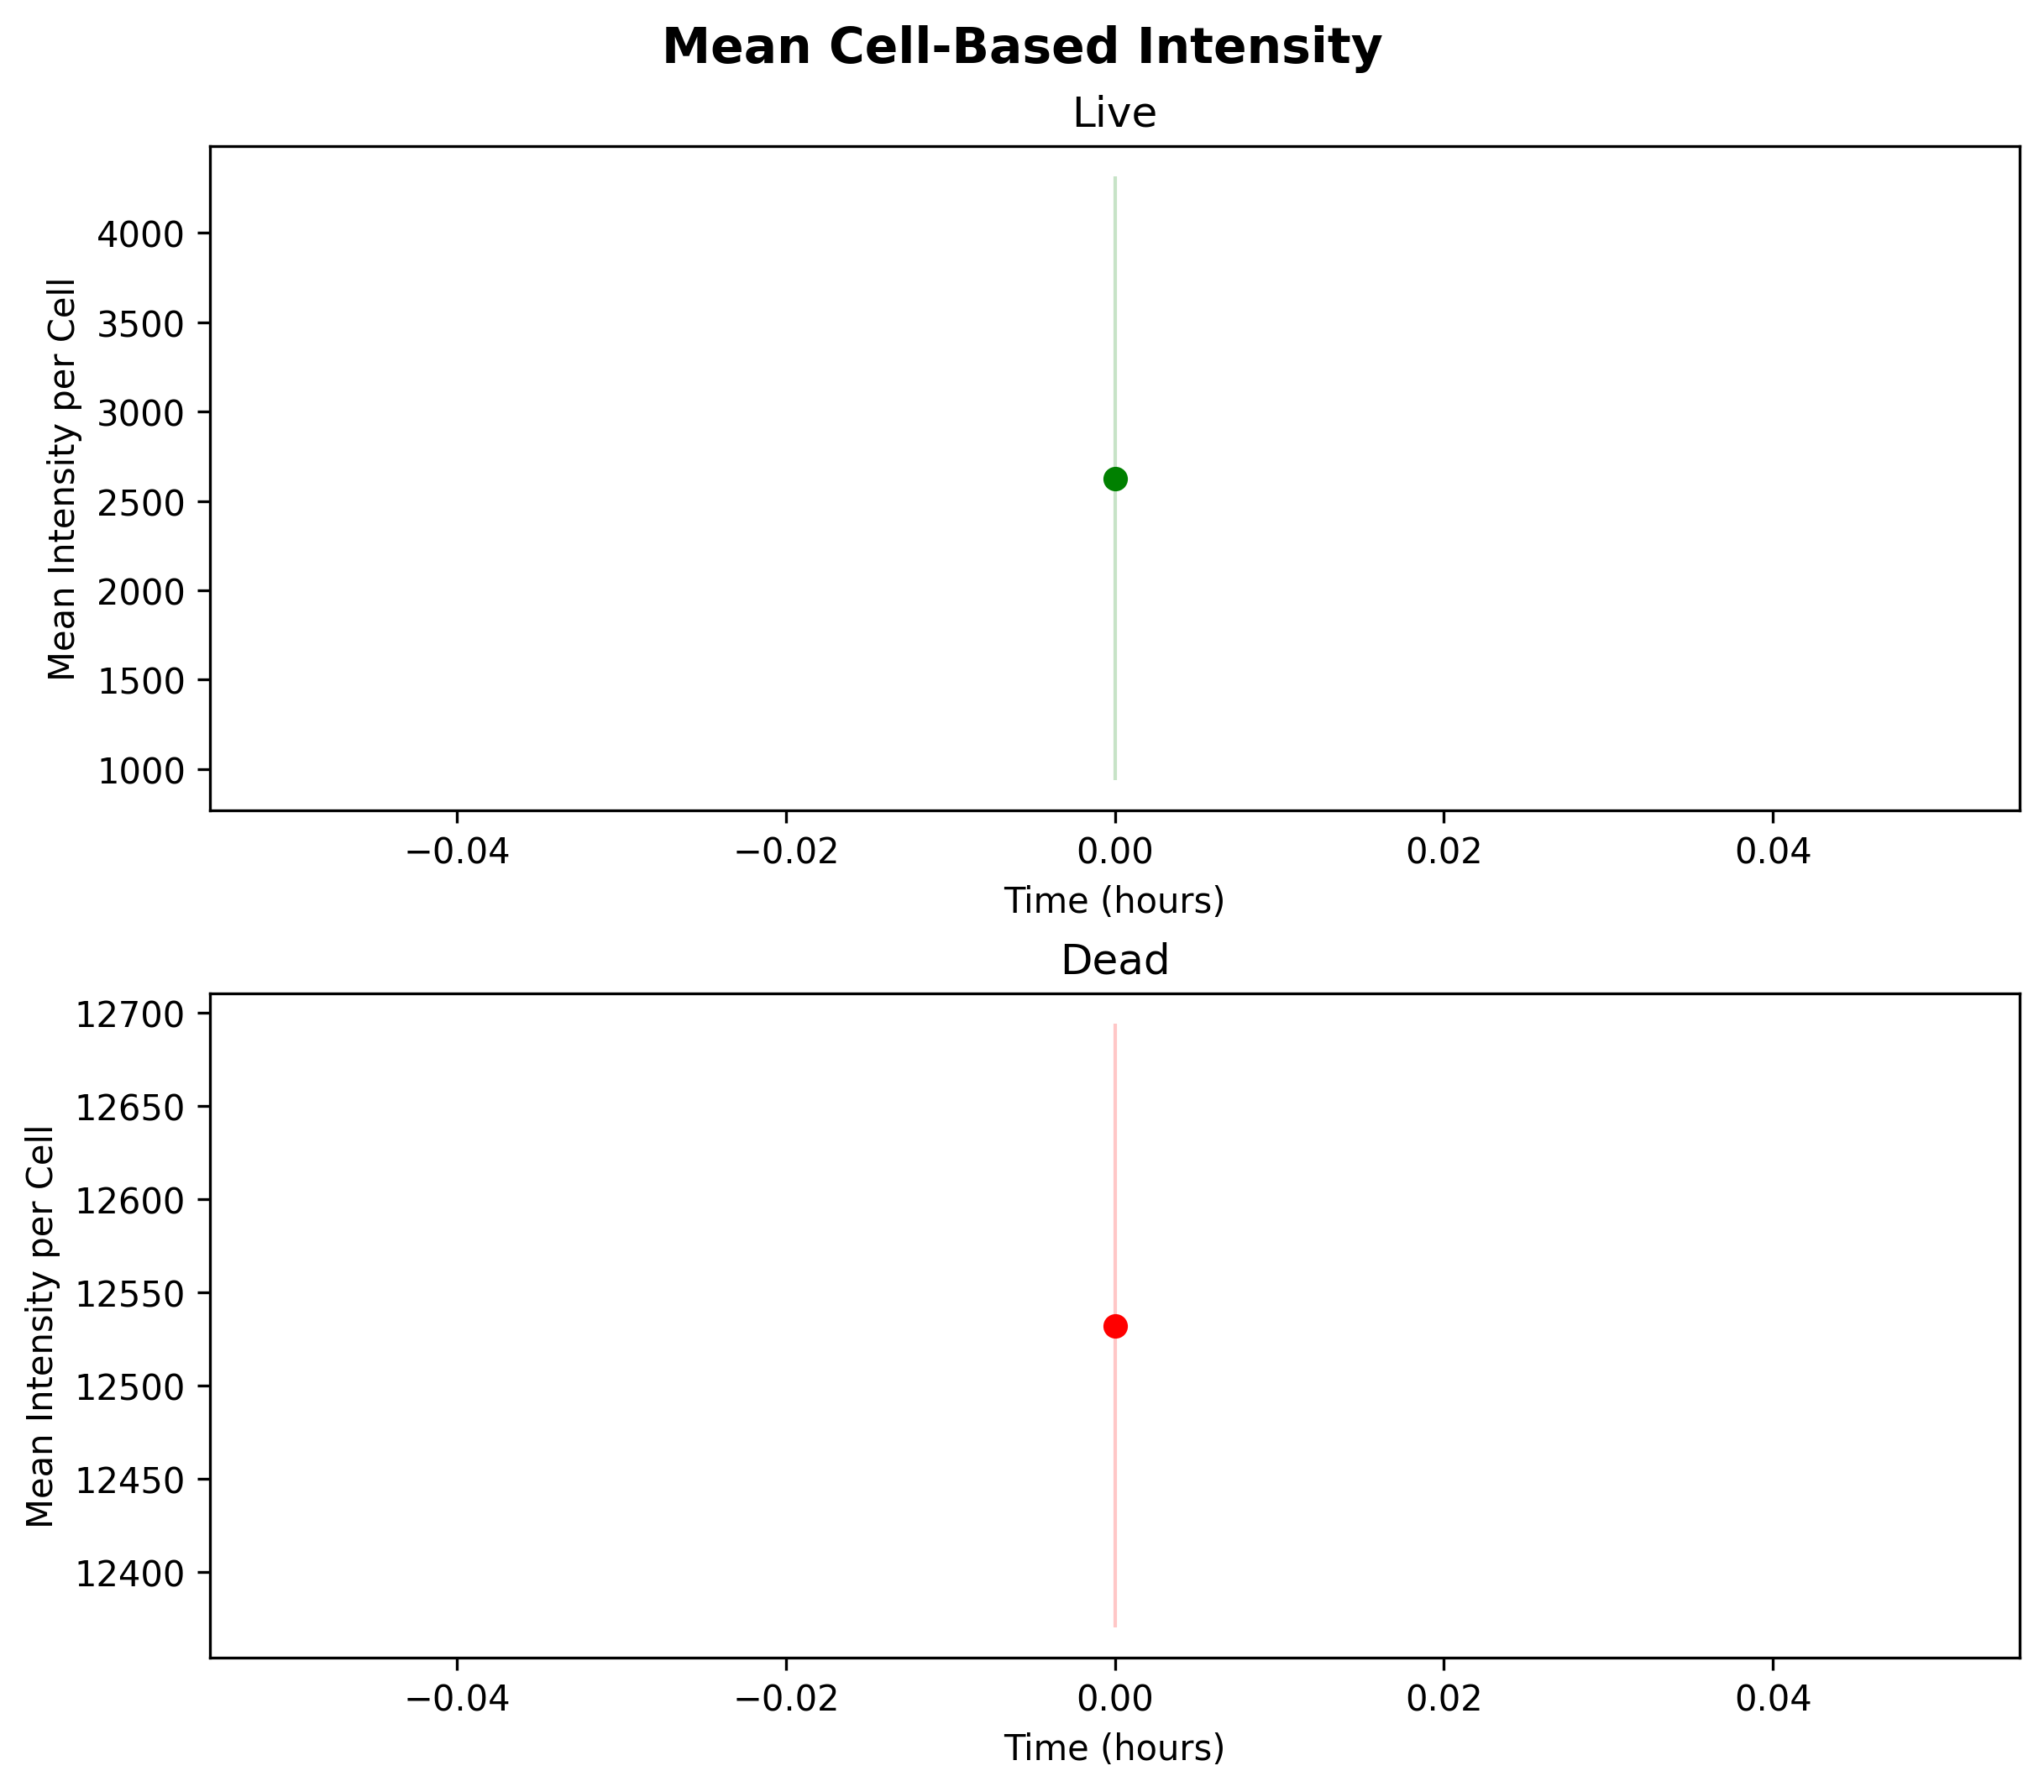 Mean Cell-Based Intensity
Live
Mean Intensity per Cell
4000
3500
3000
2500
2000
1500
1000
−0.04 −0.02 0.00 0.02 0.04
Time (hours)
Dead
Mean Intensity per Cell
12700
12650
12600
12550
12500
12450
12400
−0.04 −0.02 0.00 0.02 0.04
Time (hours)